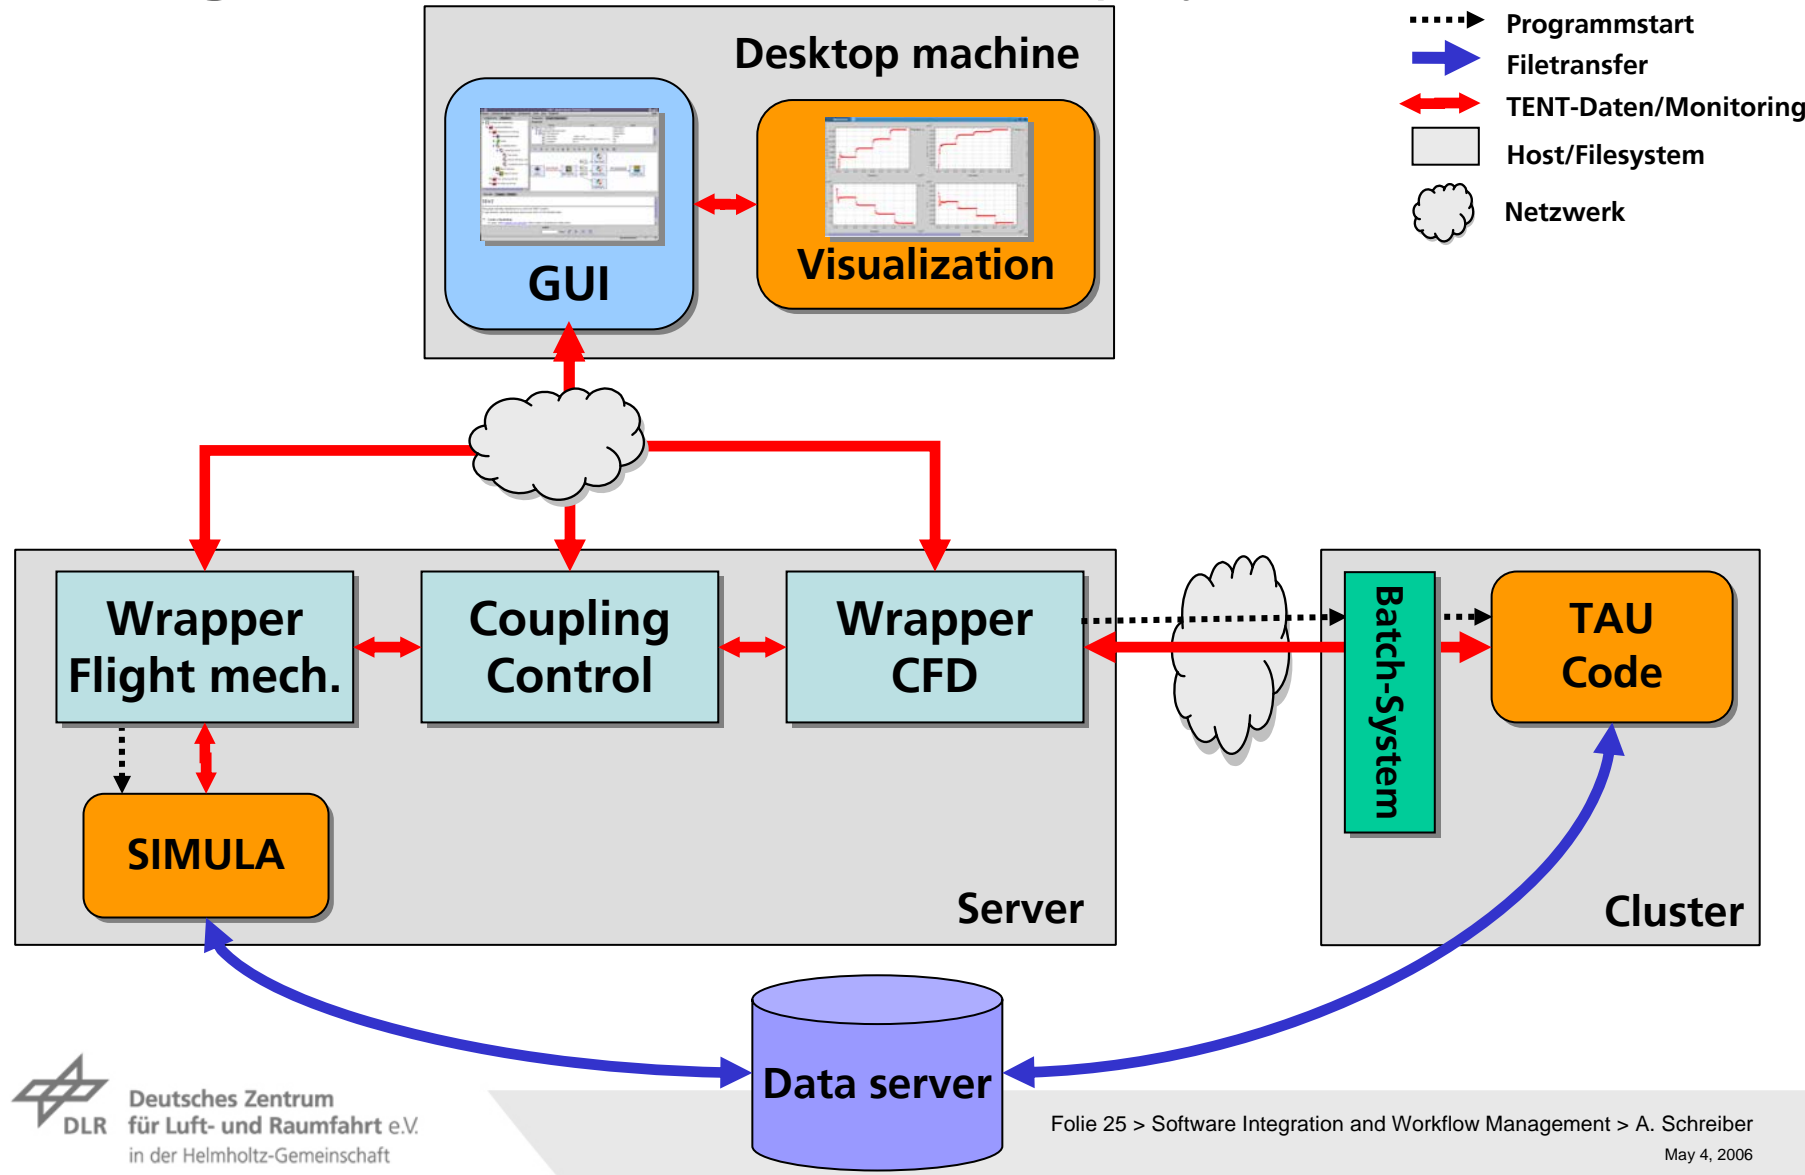 Desktop machine
GUI
Visualization
Programmstart
Filetransfer
TENT-Daten/Monitoring
Host/Filesystem
Netzwerk
Wrapper
Flight mech.
Coupling
Control
Wrapper
CFD
Batch-System
TAU
Code
SIMULA
Server
Cluster
Data server
DLR
Deutsches Zentrum
für Luft- und Raumfahrt e.V.
in der Helmholtz-Gemeinschaft
Folie 25 > Software Integration and Workflow Management > A. Schreiber
May 4, 2006